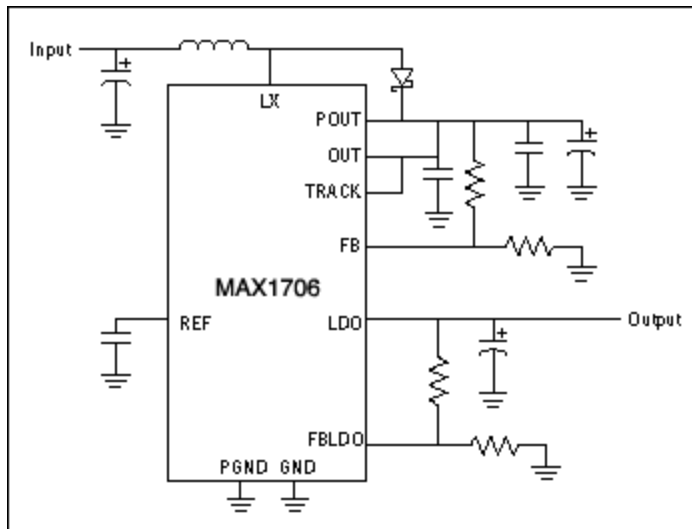 Input
LX
POUT
OUT
TRACK
FB
MAX1706
REF
LDO
Output
FBLDO
PGND GND